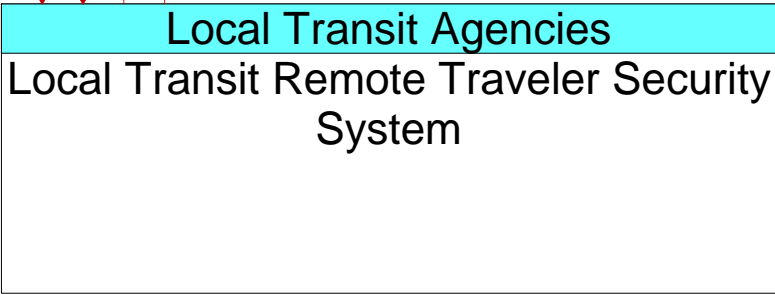 Local Transit Agencies
Local Transit Remote Traveler Security
System